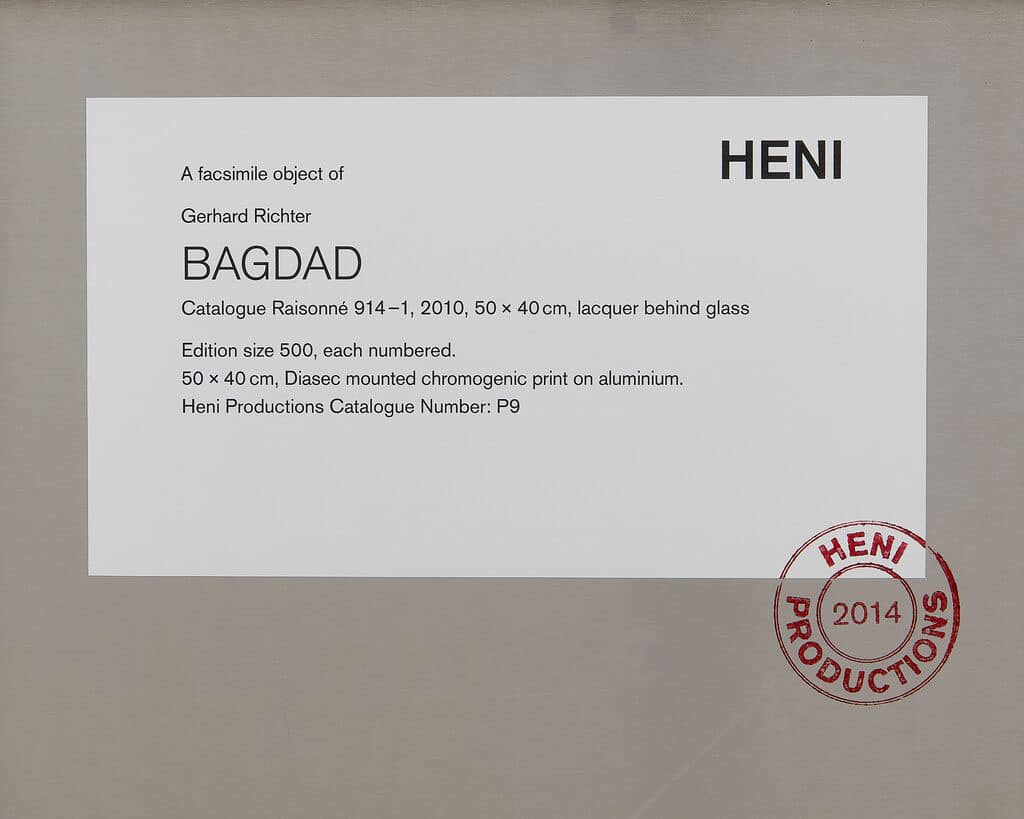 HENI
A facsimile object of
Gerhard Richter
BAGDAD
Catalogue Raisonné 914–1, 2010, 50 × 40 cm, lacquer behind glass
Edition size 500, each numbered.
50 × 40 cm, Diasec mounted chromogenic print on aluminium.
Heni Productions Catalogue Number: P9
HENI
2014
PRODUCTIONS